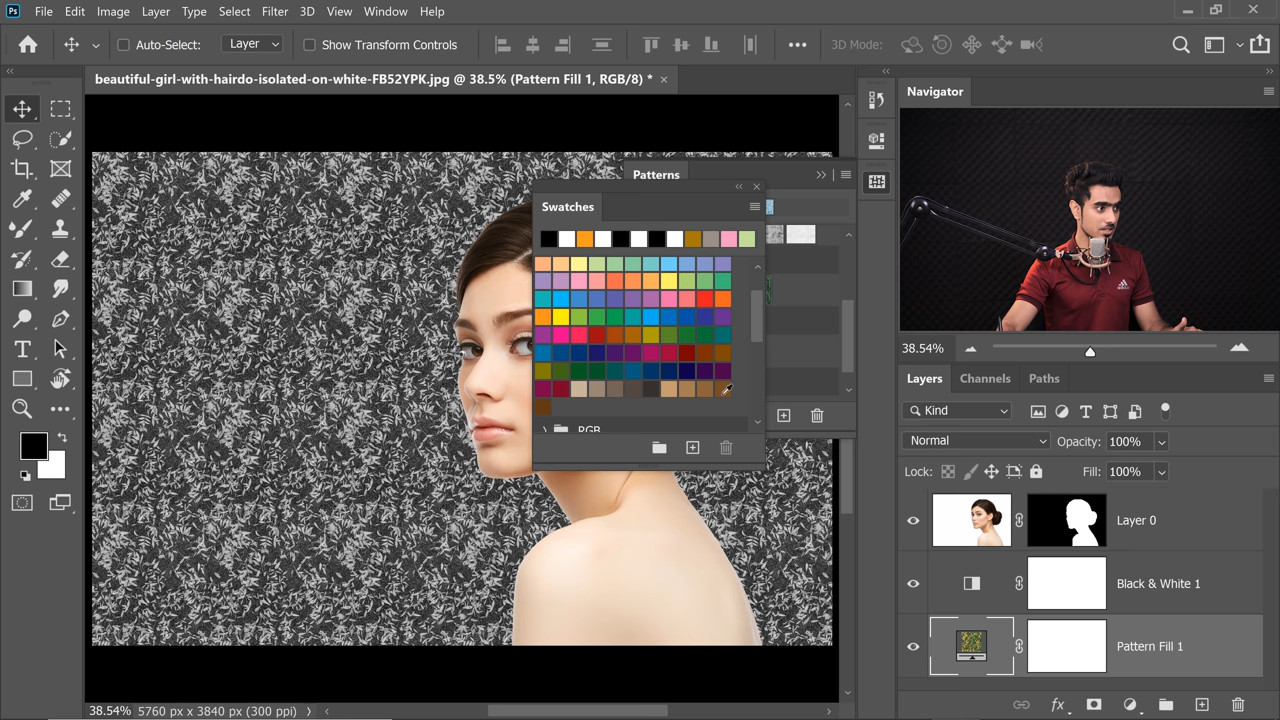 Ps File Edit Image Layer Type Select Filter 3D View Window Help
Auto-Select: Layer Show Transform Controls 3D Mode:
beautiful-girl-with-hairdo-isolated-on-white-FB52YPK.jpg @ 38.5% (Pattern Fill 1, RGB/8) *
Navigator
Patterns
Swatches
adidas
38.54%
Layers Channels Paths
Kind
Normal Opacity: 100%
RGB
Lock: Fill: 100%
Layer 0
Black & White 1
Pattern Fill 1
fx
38.54% 5760 px x 3840 px (300 ppi)